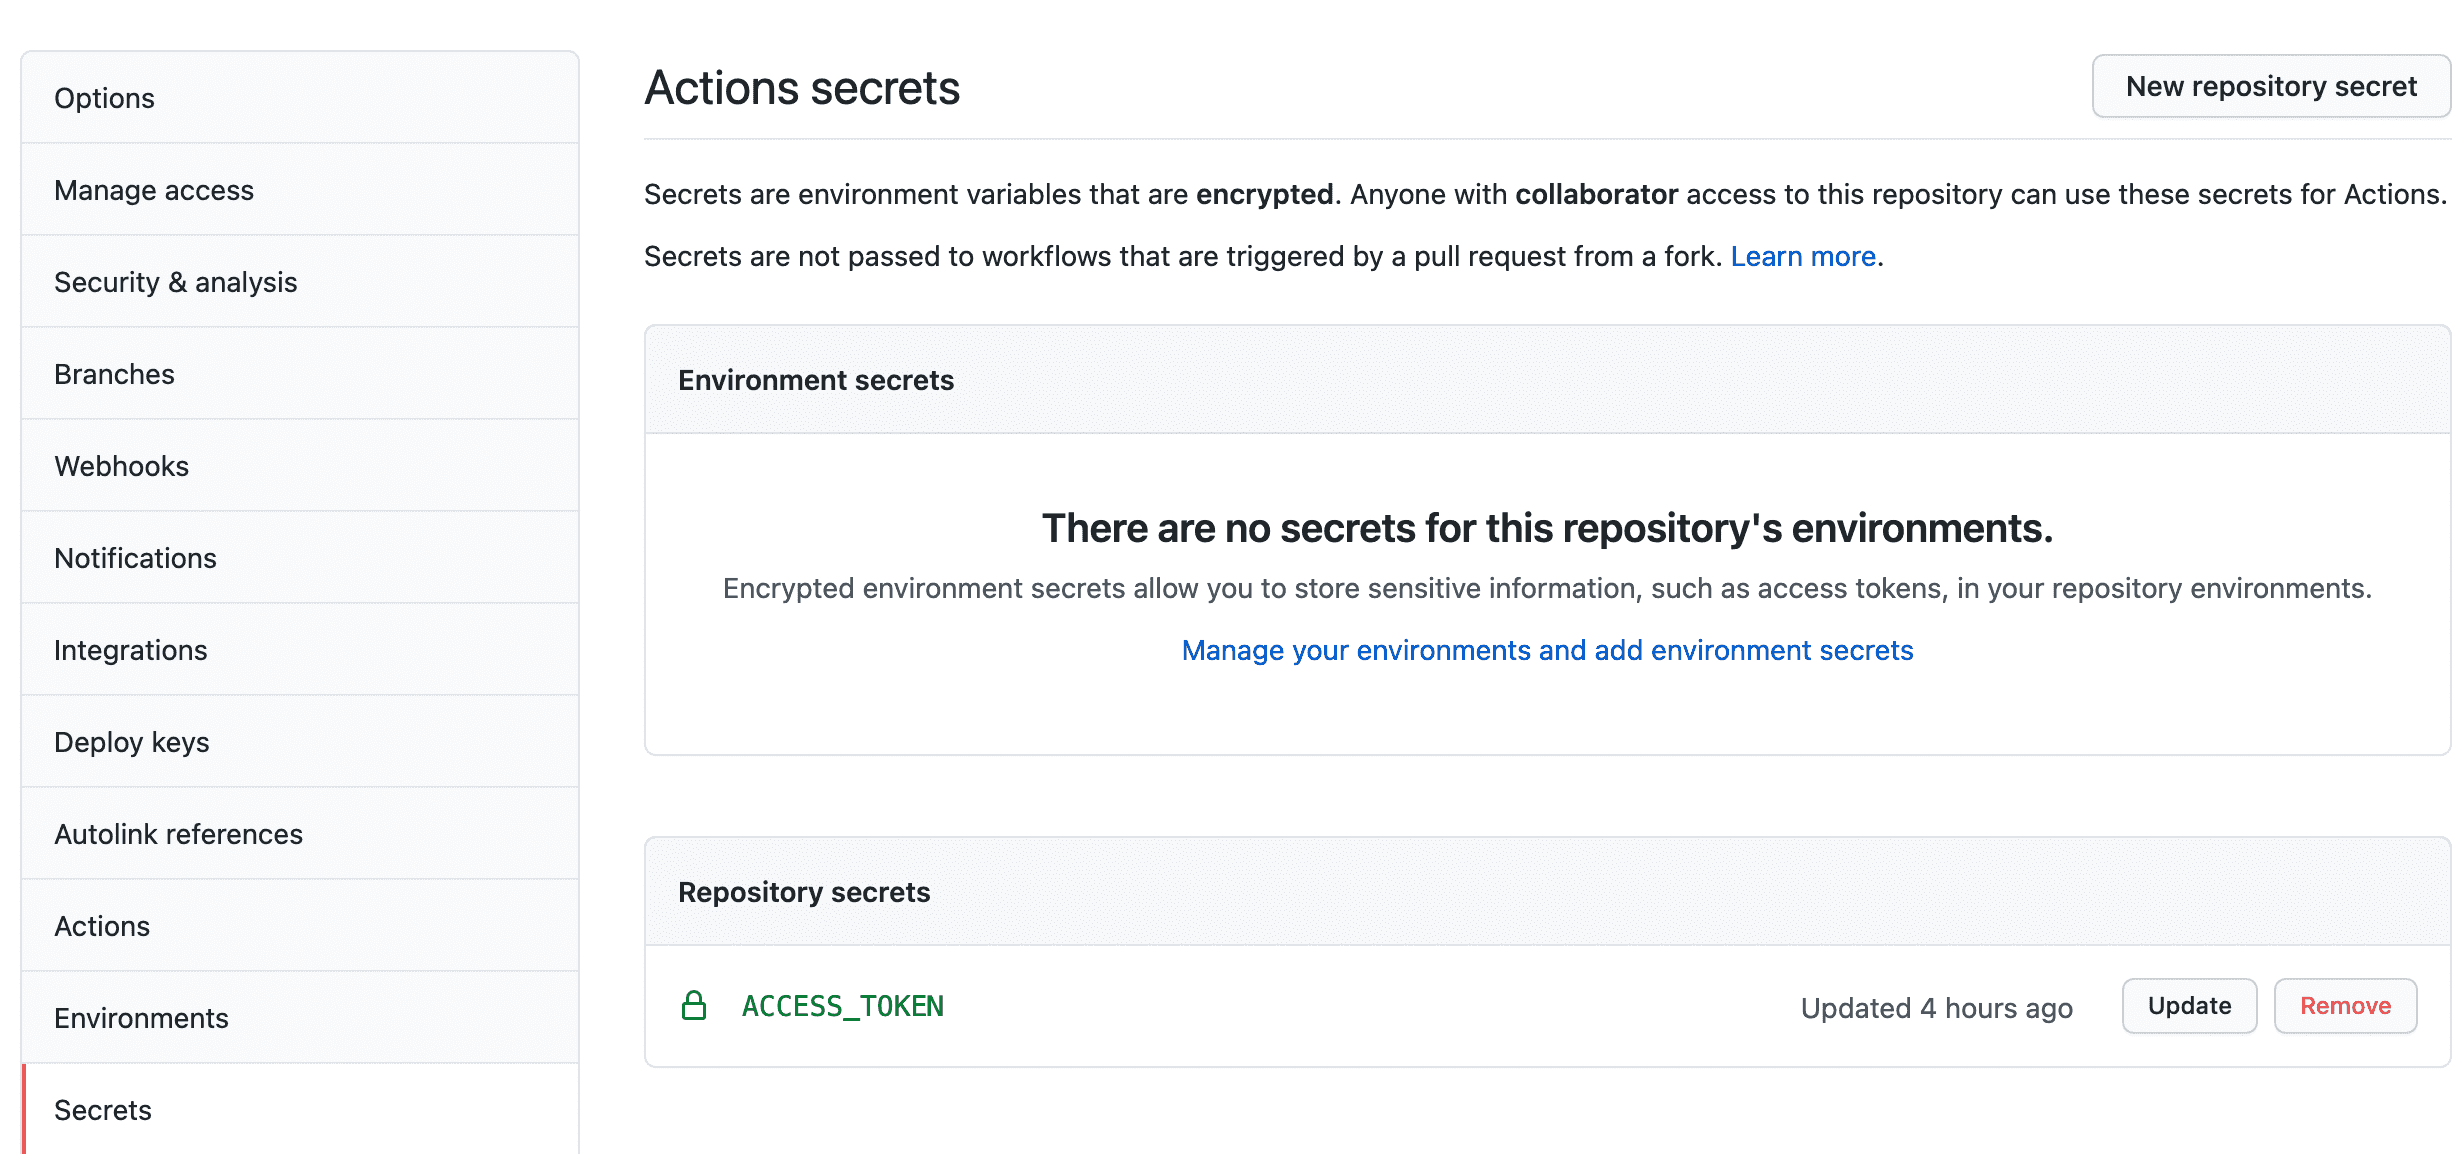 Options
Manage access
Security & analysis
Branches
Webhooks
Notifications
Integrations
Deploy keys
Autolink references
Actions
Environments
Secrets
Actions secrets
New repository secret
Secrets are environment variables that are encrypted. Anyone with collaborator access to this repository can use these secrets for Actions.
Secrets are not passed to workflows that are triggered by a pull request from a fork. Learn more.
Environment secrets
There are no secrets for this repository's environments.
Encrypted environment secrets allow you to store sensitive information, such as access tokens, in your repository environments.
Manage your environments and add environment secrets
Repository secrets
ACCESS_TOKEN
Updated 4 hours ago
Update
Remove